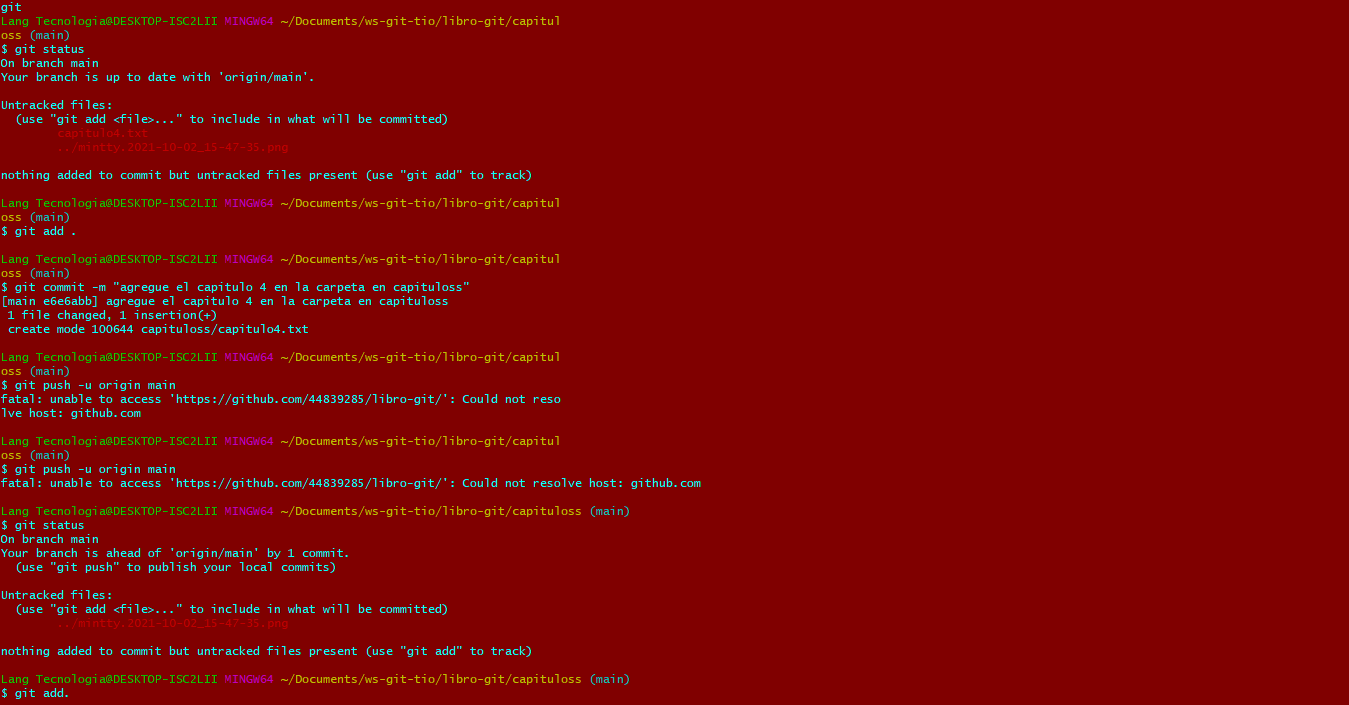 git
Lang Tecnologia@DESKTOP-ISC2LII MINGW64 ~/Documents/ws-git-tio/libro-git/capitul
oss (main)
$ git status
On branch main
Your branch is up to date with 'origin/main'.
Untracked files:
(use "git add <file>..." to include in what will be committed)
capitulo4.txt
../mintty.2021-10-02_15-47-35.png
nothing added to commit but untracked files present (use "git add" to track)
Lang Tecnologia@DESKTOP-ISC2LII MINGW64 ~/Documents/ws-git-tio/libro-git/capitul
oss (main)
$ git add .
Lang Tecnologia@DESKTOP-ISC2LII MINGW64 ~/Documents/ws-git-tio/libro-git/capitul
oss (main)
$ git commit -m "agregue el capitulo 4 en la carpeta en capituloss"
[main e6e6abb] agregue el capitulo 4 en la carpeta en capituloss
1 file changed, 1 insertion(+)
create mode 100644 capituloss/capitulo4.txt
Lang Tecnologia@DESKTOP-ISC2LII MINGW64 ~/Documents/ws-git-tio/libro-git/capitul
oss (main)
$ git push -u origin main
fatal: unable to access 'https://github.com/44839285/libro-git/': Could not reso
lve host: github.com
Lang Tecnologia@DESKTOP-ISC2LII MINGW64 ~/Documents/ws-git-tio/libro-git/capitul
oss (main)
$ git push -u origin main
fatal: unable to access 'https://github.com/44839285/libro-git/': Could not resolve host: github.com
Lang Tecnologia@DESKTOP-ISC2LII MINGW64 ~/Documents/ws-git-tio/libro-git/capituloss (main)
$ git status
On branch main
Your branch is ahead of 'origin/main' by 1 commit.
(use "git push" to publish your local commits)
Untracked files:
(use "git add <file>..." to include in what will be committed)
../mintty.2021-10-02_15-47-35.png
nothing added to commit but untracked files present (use "git add" to track)
Lang Tecnologia@DESKTOP-ISC2LII MINGW64 ~/Documents/ws-git-tio/libro-git/capituloss (main)
$ git add.